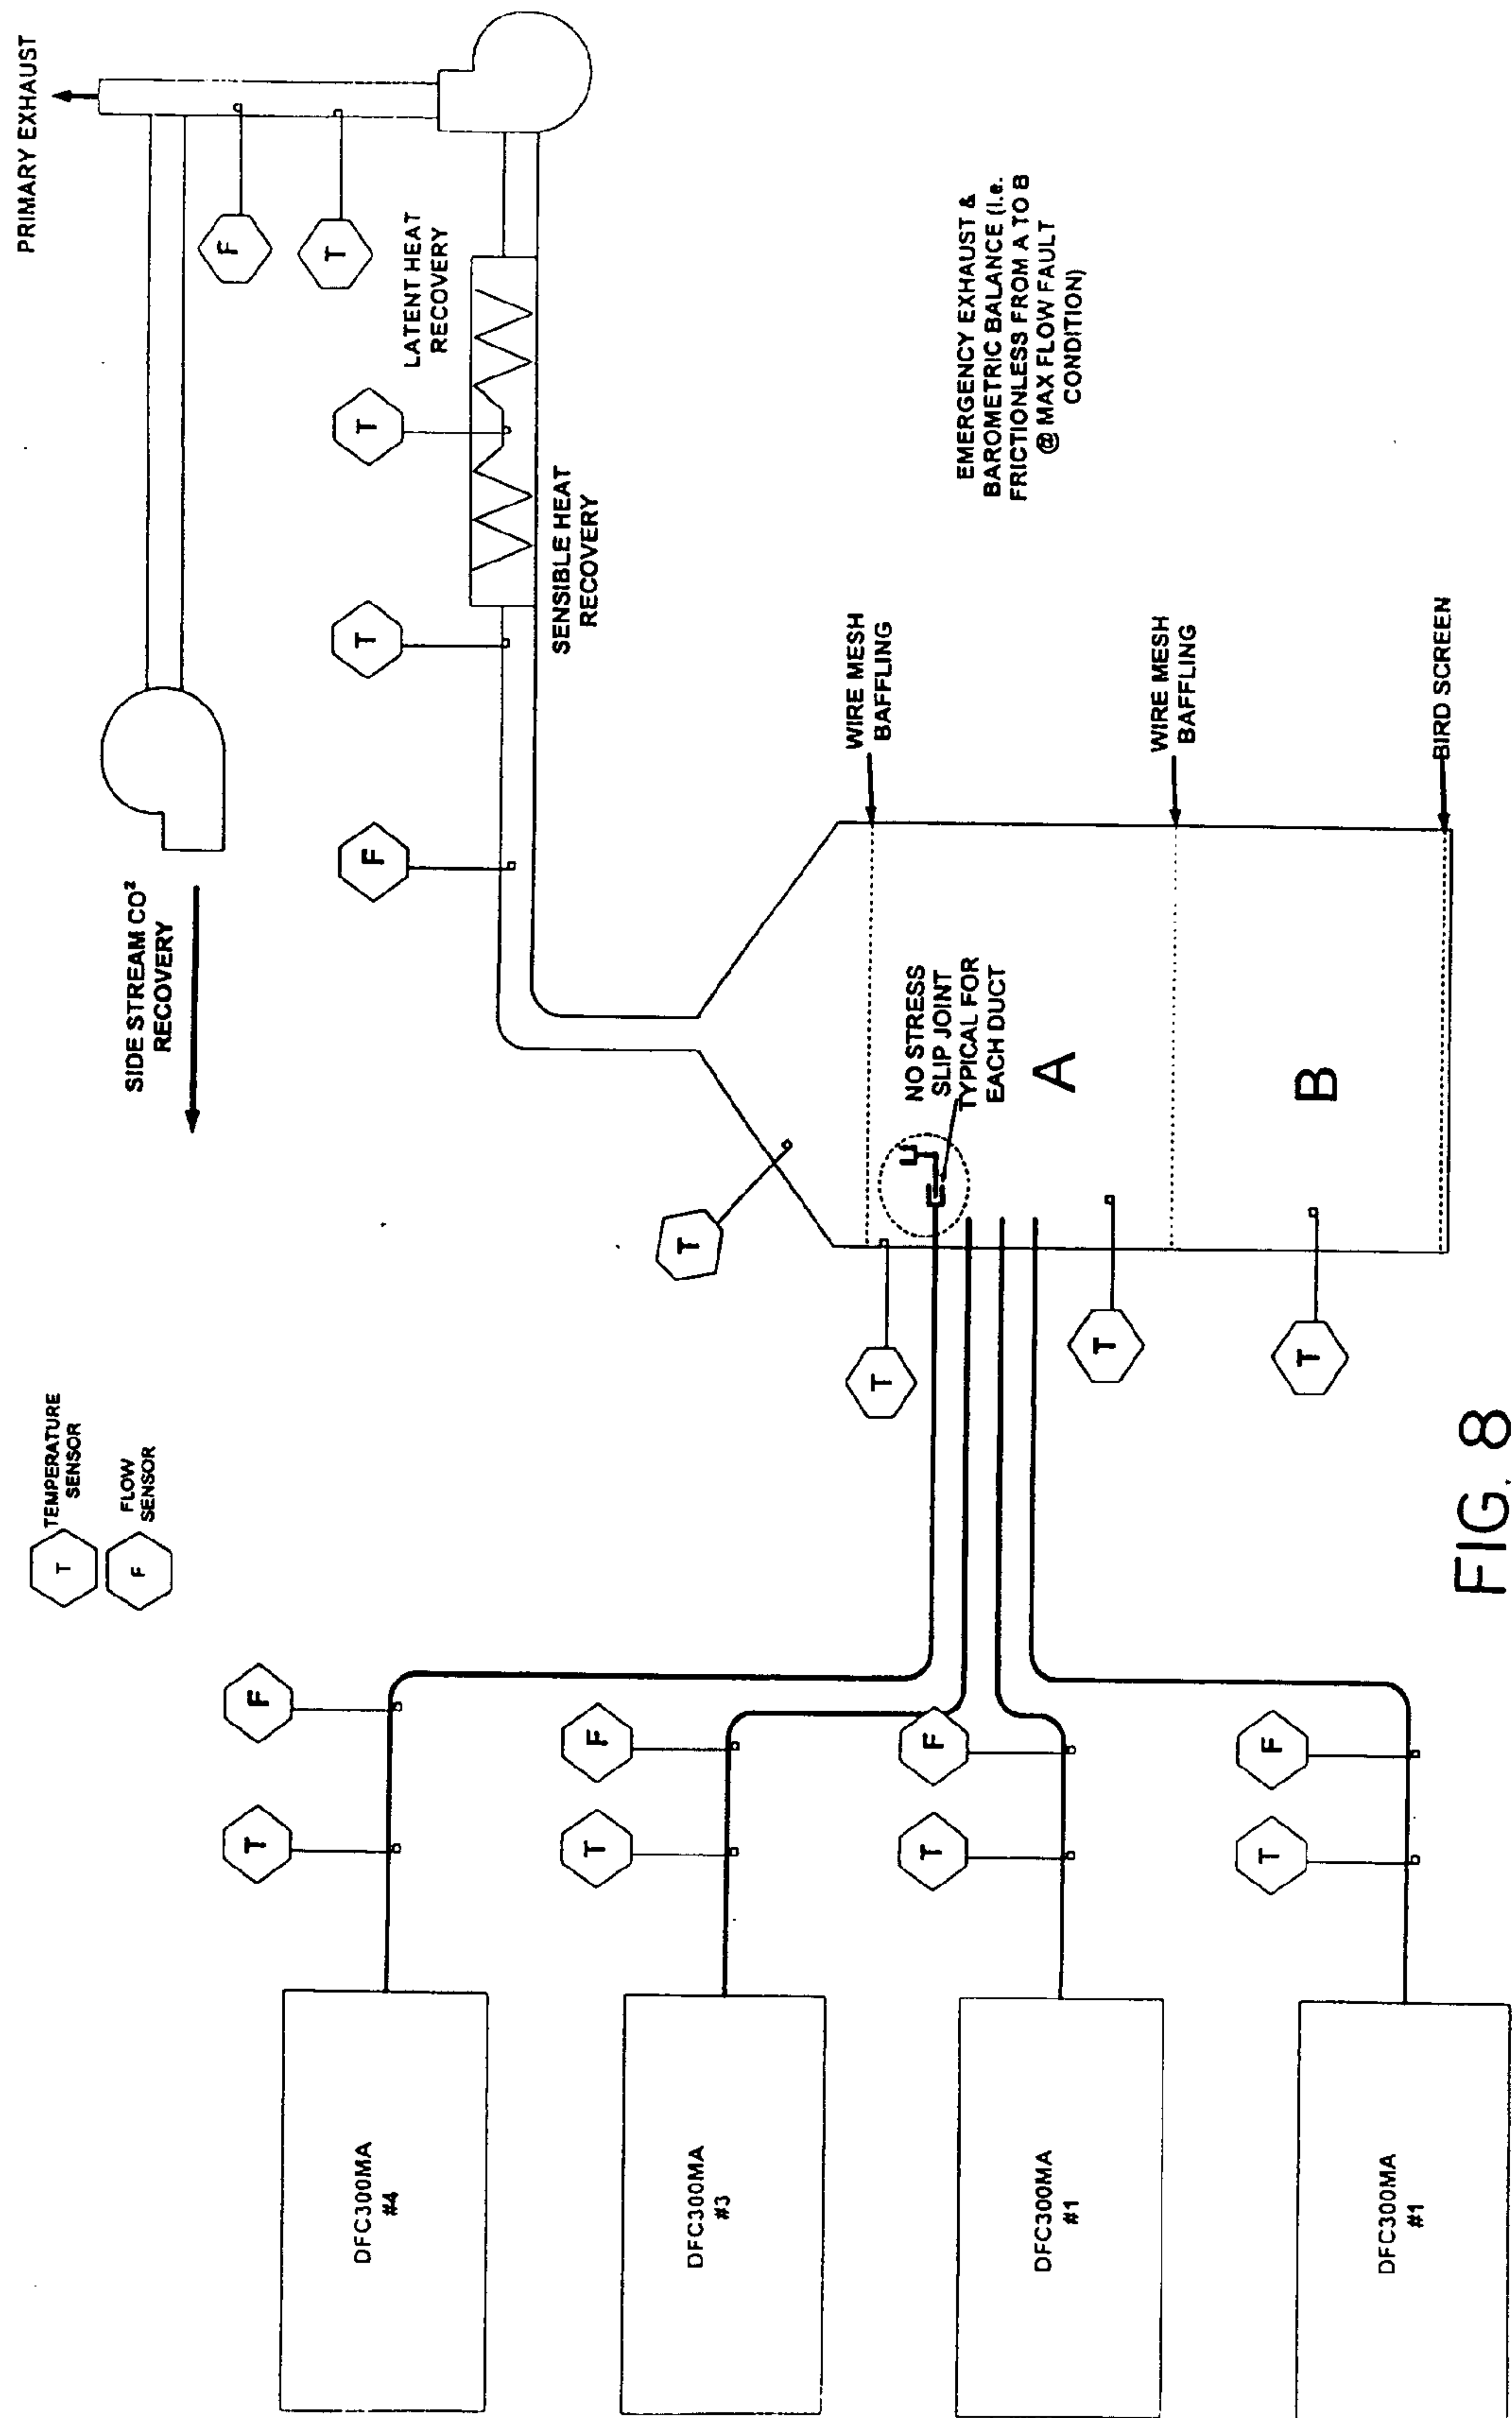 PRIMARY EXHAUST
F
T
LATENT HEAT
RECOVERY
T
SENSIBLE HEAT
RECOVERY
T
F
SIDE STREAM CO²
RECOVERY
EMERGENCY EXHAUST &
BAROMETRIC BALANCE (i.e.
FRICTIONLESS FROM A TO B
@ MAX FLOW FAULT
CONDITION)
WIRE MESH
BAFFLING
WIRE MESH
BAFFLING
BIRD SCREEN
NO STRESS
SLIP JOINT
TYPICAL FOR
EACH DUCT
A
B
T
T
T
T
T
TEMPERATURE
SENSOR
F
FLOW
SENSOR
F
T
F
T
F
T
F
T
DFC300MA
#4
DFC300MA
#3
DFC300MA
#1
DFC300MA
#1
FIG. 8